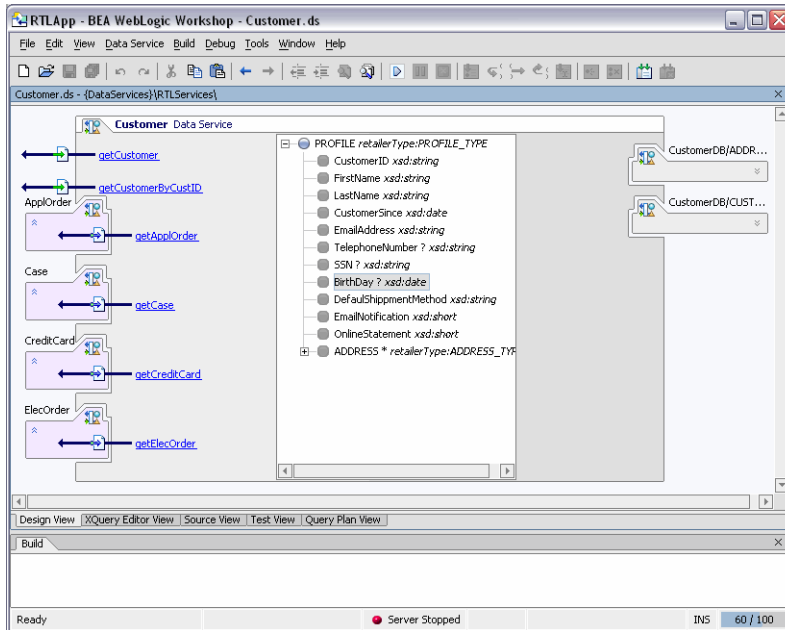 RTLApp - BEA WebLogic Workshop - Customer.ds
File Edit View Data Service Build Debug Tools Window Help
Customer.ds - {DataServices}\RTLServices\
Customer Data Service
getCustomer
getCustomerByCustID
ApplOrder
getApplOrder
Case
getCase
CreditCard
getCreditCard
ElecOrder
getElecOrder
PROFILE retailerType:PROFILE_TYPE
CustomerID xsd:string
FirstName xsd:string
LastName xsd:string
CustomerSince xsd:date
EmailAddress xsd:string
TelephoneNumber ? xsd:string
SSN ? xsd:string
BirthDay ? xsd:date
DefaulShippmentMethod xsd:string
EmailNotification xsd:short
OnlineStatement xsd:short
ADDRESS * retailerType:ADDRESS_TYP
CustomerDB/ADDR...
CustomerDB/CUST...
Design View XQuery Editor View Source View Test View Query Plan View
Build
Ready Server Stopped INS 60 / 100